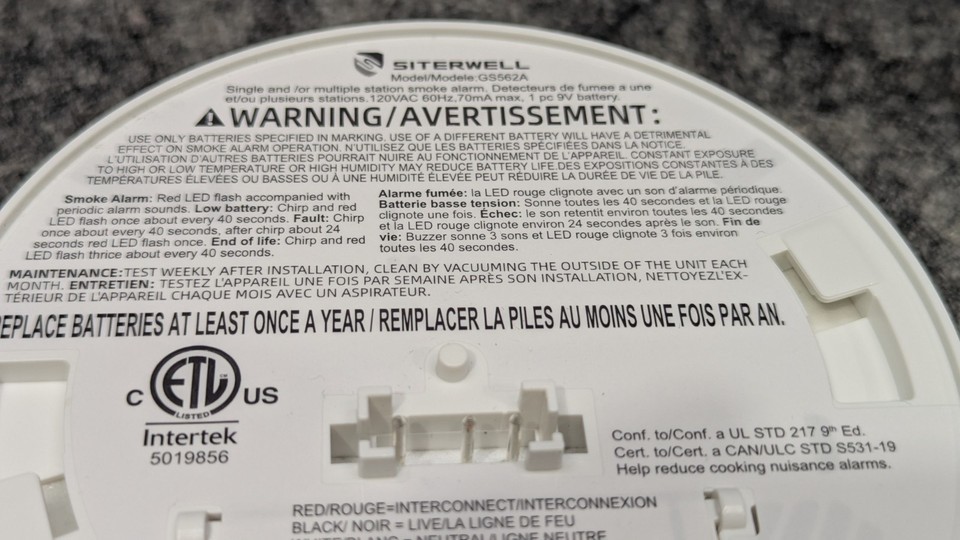 SITERWELL
Model/Modele:GS562A
Single and /or multiple station smoke alarm. Detecteurs de fumee a une
et/ou plusieurs stations.120VAC 60Hz,70mA max, 1 pc 9V battery.
WARNING/AVERTISSEMENT:
USE ONLY BATTERIES SPECIFIED IN MARKING. USE OF A DIFFERENT BATTERY WILL HAVE A DETRIMENTAL
EFFECT ON SMOKE ALARM OPERATION. N'UTILISEZ QUE LES BATTERIES SPÉCIFIÉES DANS LA NOTICE.
L'UTILISATION D'AUTRES BATTERIES POURRAIT NUIRE AU FONCTIONNEMENT DE L'APPAREIL. CONSTANT EXPOSURE
TO HIGH OR LOW TEMPERATURE OR HIGH HUMIDITY MAY REDUCE BATTERY LIFE DES EXPOSITIONS CONSTANTES À DES
TEMPÉRATURES ÉLEVÉES OU BASSES OU À UNE HUMIDITÉ ÉLEVÉE PEUT RÉDUIRE LA DURÉE DE VIE DE LA PILE.
Smoke Alarm: Red LED flash accompanied with
periodic alarm sounds. Low battery: Chirp and red
LED flash once about every 40 seconds. Fault: Chirp
once about every 40 seconds, after chirp about 24
seconds red LED flash once. End of life: Chirp and red
LED flash thrice about every 40 seconds.
Alarme fumée: la LED rouge clignote avec un son d'alarme périodique.
Batterie basse tension: Sonne toutes les 40 secondes et la LED rouge
clignote une fois. Échec: le son retentit environ toutes les 40 secondes
et la LED rouge clignote environ 24 secondes après le son. Fin de
vie: Buzzer sonne 3 sons et LED rouge clignote 3 fois environ
toutes les 40 secondes.
MAINTENANCE:TEST WEEKLY AFTER INSTALLATION, CLEAN BY VACUUMING THE OUTSIDE OF THE UNIT EACH
MONTH. ENTRETIEN: TESTEZ L'APPAREIL UNE FOIS PAR SEMAINE APRÈS SON INSTALLATION, NETTOYEZL'EX-
TÉRIEUR DE L'APPAREIL CHAQUE MOIS AVEC UN ASPIRATEUR.
REPLACE BATTERIES AT LEAST ONCE A YEAR / REMPLACER LA PILES AU MOINS UNE FOIS PAR AN.
C ETL US
LISTED
Intertek
5019856
Conf. to/Conf. a UL STD 217 9th Ed.
Cert. to/Cert. a CAN/ULC STD S531-19
Help reduce cooking nuisance alarms.
RED/ROUGE=INTERCONNECT/INTERCONNEXION
BLACK/ NOIR = LIVE/LA LIGNE DE FEU
WHITE/BLANC = NEUTRAL/LIGNE NEUTRE